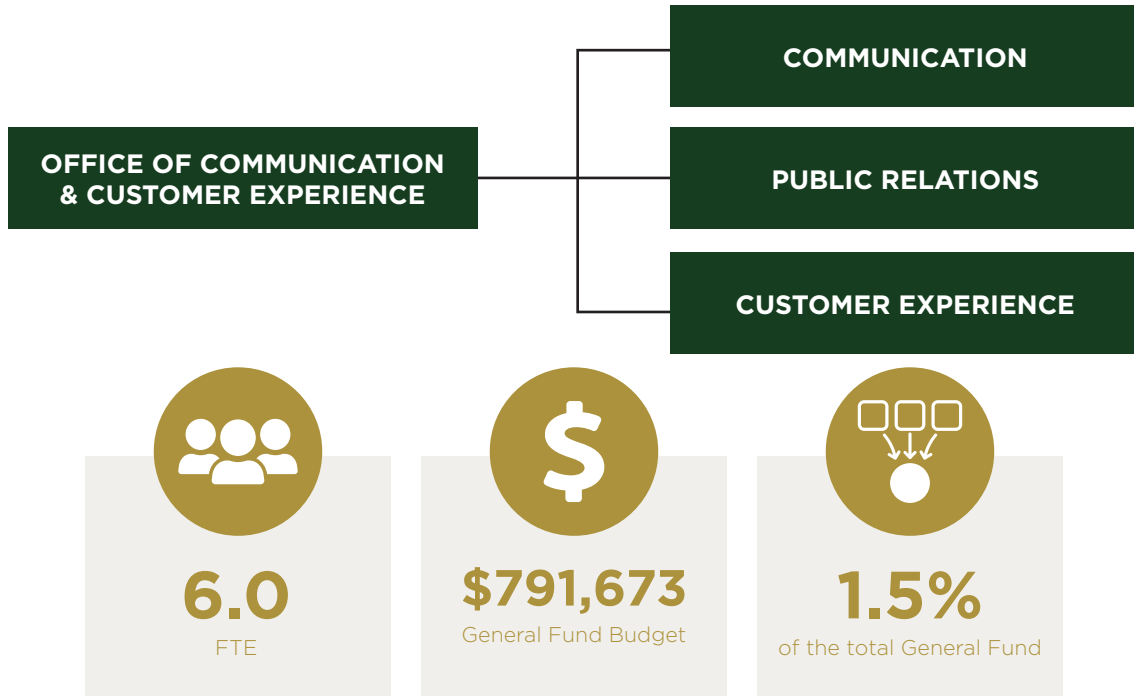 COMMUNICATION
OFFICE OF COMMUNICATION
& CUSTOMER EXPERIENCE
PUBLIC RELATIONS
CUSTOMER EXPERIENCE
6.0
FTE
$791,673
General Fund Budget
1.5%
of the total General Fund